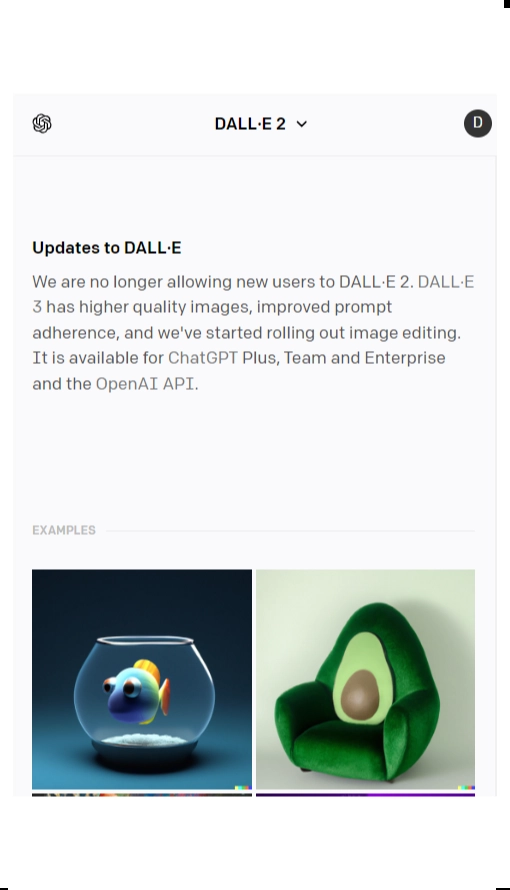 DALL·E 2
D
Updates to DALL·E
We are no longer allowing new users to DALL·E 2. DALL·E
3 has higher quality images, improved prompt
adherence, and we've started rolling out image editing.
It is available for ChatGPT Plus, Team and Enterprise
and the OpenAI API.
EXAMPLES